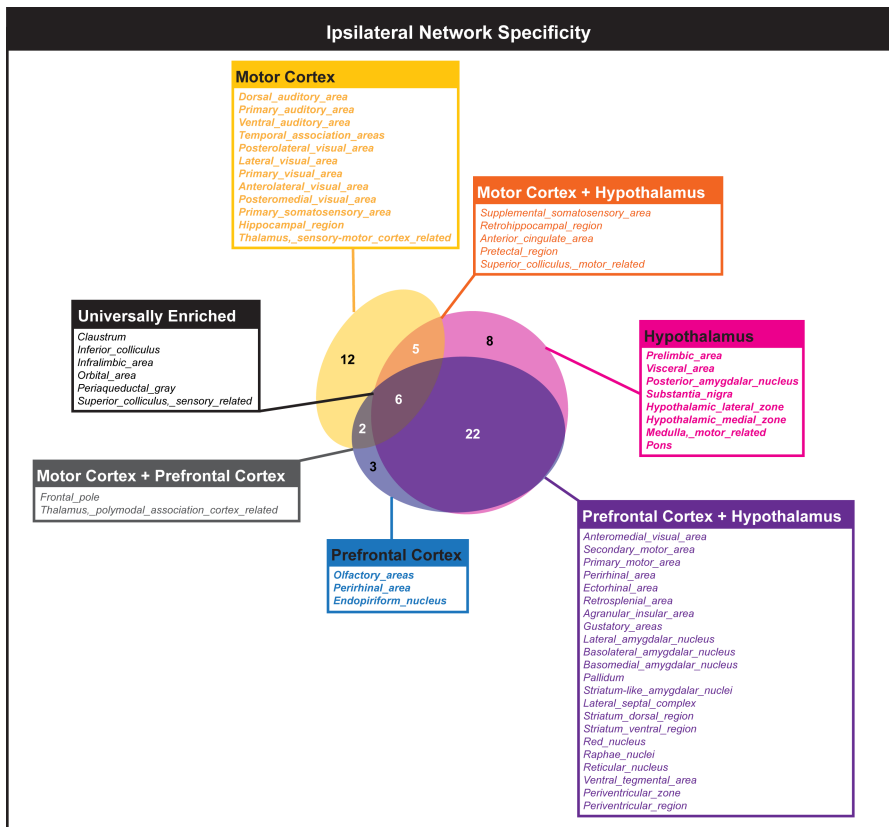 Ipsilateral Network Specificity
Motor Cortex
Dorsal_auditory_area
Primary_auditory_area
Ventral_auditory_area
Temporal_association_areas
Posterolateral_visual_area
Lateral_visual_area
Primary_visual_area
Anterolateral_visual_area
Posteromedial_visual_area
Primary_somatosensory_area
Hippocampal_region
Thalamus,_sensory-motor_cortex_related
Motor Cortex + Hypothalamus
Supplemental_somatosensory_area
Retrohippocampal_region
Anterior_cingulate_area
Pretectal_region
Superior_colliculus,_motor_related
Universally Enriched
Claustrum
Inferior_colliculus
Infralimbic_area
Orbital_area
Periaqueductal_gray
Superior_colliculus,_sensory_related
12
5
8
6
2
22
3
Hypothalamus
Prelimbic_area
Visceral_area
Posterior_amygdalar_nucleus
Substantia_nigra
Hypothalamic_lateral_zone
Hypothalamic_medial_zone
Medulla,_motor_related
Pons
Motor Cortex + Prefrontal Cortex
Frontal_pole
Thalamus,_polymodal_association_cortex_related
Prefrontal Cortex
Olfactory_areas
Perirhinal_area
Endopiriform_nucleus
Prefrontal Cortex + Hypothalamus
Anteromedial_visual_area
Secondary_motor_area
Primary_motor_area
Perirhinal_area
Ectorhinal_area
Retrosplenial_area
Agranular_insular_area
Gustatory_areas
Lateral_amygdalar_nucleus
Basolateral_amygdalar_nucleus
Basomedial_amygdalar_nucleus
Pallidum
Striatum-like_amygdalar_nuclei
Lateral_septal_complex
Striatum_dorsal_region
Striatum_ventral_region
Red_nucleus
Raphe_nuclei
Reticular_nucleus
Ventral_tegmental_area
Periventricular_zone
Periventricular_region